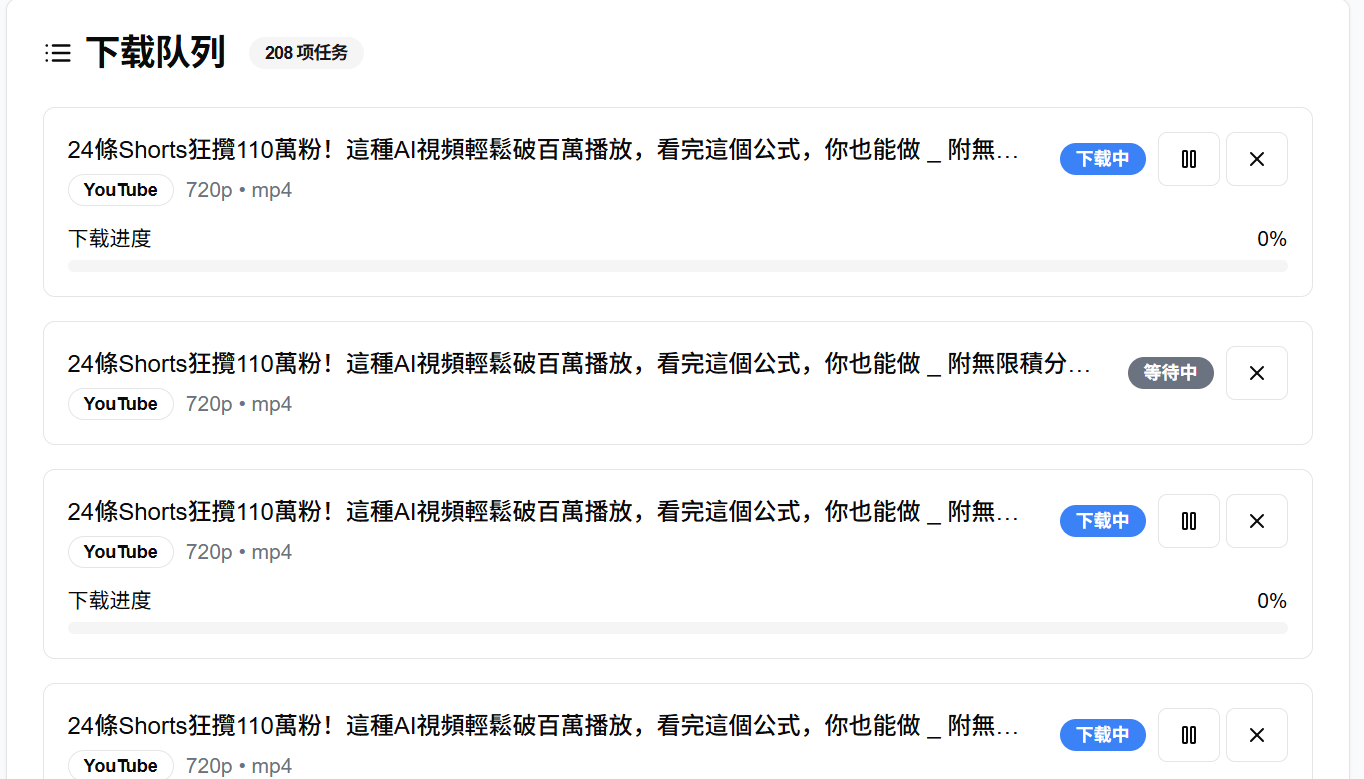 下载队列 208 项任务
24條Shorts狂攬110萬粉！這種AI視頻輕鬆破百萬播放，看完這個公式，你也能做 _ 附無… 下载中
YouTube 720p • mp4
下载进度 0%
24條Shorts狂攬110萬粉！這種AI視頻輕鬆破百萬播放，看完這個公式，你也能做 _ 附無限積分… 等待中
YouTube 720p • mp4
24條Shorts狂攬110萬粉！這種AI視頻輕鬆破百萬播放，看完這個公式，你也能做 _ 附無… 下载中
YouTube 720p • mp4
下载进度 0%
24條Shorts狂攬110萬粉！這種AI視頻輕鬆破百萬播放，看完這個公式，你也能做 _ 附無… 下载中
YouTube 720p • mp4